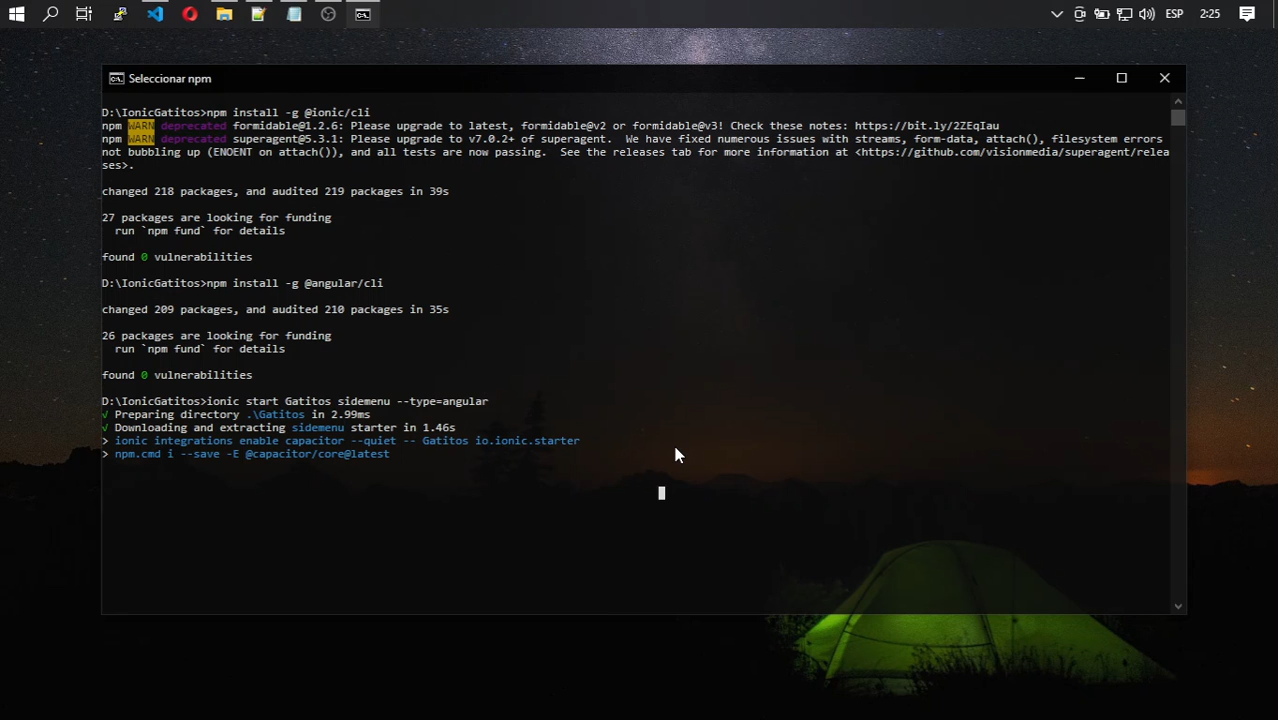 ESP
2:25
Seleccionar npm
D:\IonicGatitos>npm install -g @ionic/cli
npm WARN deprecated formidable@1.2.6: Please upgrade to latest, formidable@v2 or formidable@v3! Check these notes: https://bit.ly/2ZEqIau
npm WARN deprecated superagent@5.3.1: Please upgrade to v7.0.2+ of superagent.  We have fixed numerous issues with streams, form-data, attach(), filesystem errors
not bubbling up (ENOENT on attach()), and all tests are now passing.  See the releases tab for more information at <https://github.com/visionmedia/superagent/relea
ses>.
changed 218 packages, and audited 219 packages in 39s
27 packages are looking for funding
run `npm fund` for details
found 0 vulnerabilities
D:\IonicGatitos>npm install -g @angular/cli
changed 209 packages, and audited 210 packages in 35s
26 packages are looking for funding
run `npm fund` for details
found 0 vulnerabilities
D:\IonicGatitos>ionic start Gatitos sidemenu --type=angular
√ Preparing directory .\Gatitos in 2.99ms
√ Downloading and extracting sidemenu starter in 1.46s
> ionic integrations enable capacitor --quiet -- Gatitos io.ionic.starter
> npm.cmd i --save -E @capacitor/core@latest